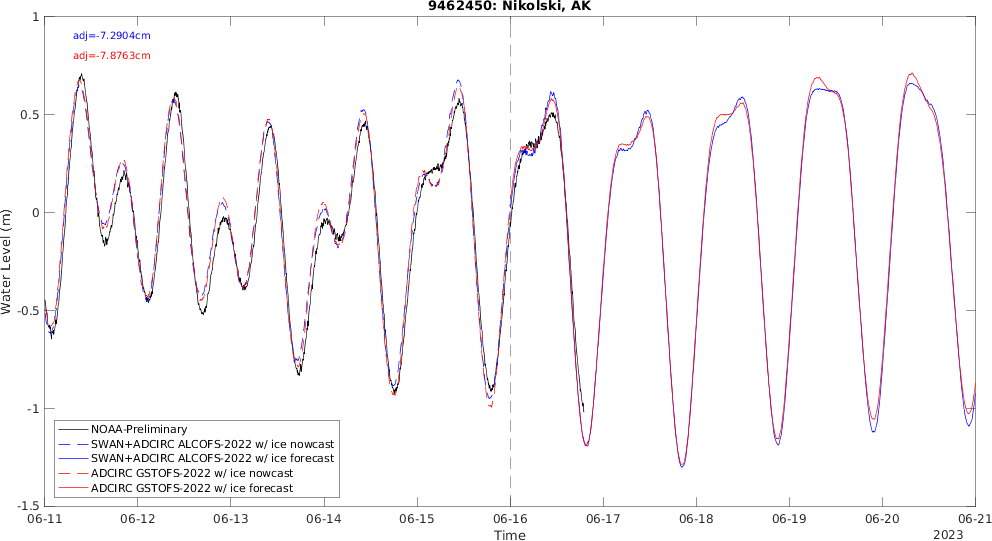 9462450: Nikolski, AK
adj=-7.2904cm
adj=-7.8763cm
Water Level (m)
1
0.5
0
-0.5
-1
-1.5
NOAA-Preliminary
SWAN+ADCIRC ALCOFS-2022 w/ ice nowcast
SWAN+ADCIRC ALCOFS-2022 w/ ice forecast
ADCIRC GSTOFS-2022 w/ ice nowcast
ADCIRC GSTOFS-2022 w/ ice forecast
06-11 06-12 06-13 06-14 06-15 06-16 06-17 06-18 06-19 06-20 06-21
Time
2023